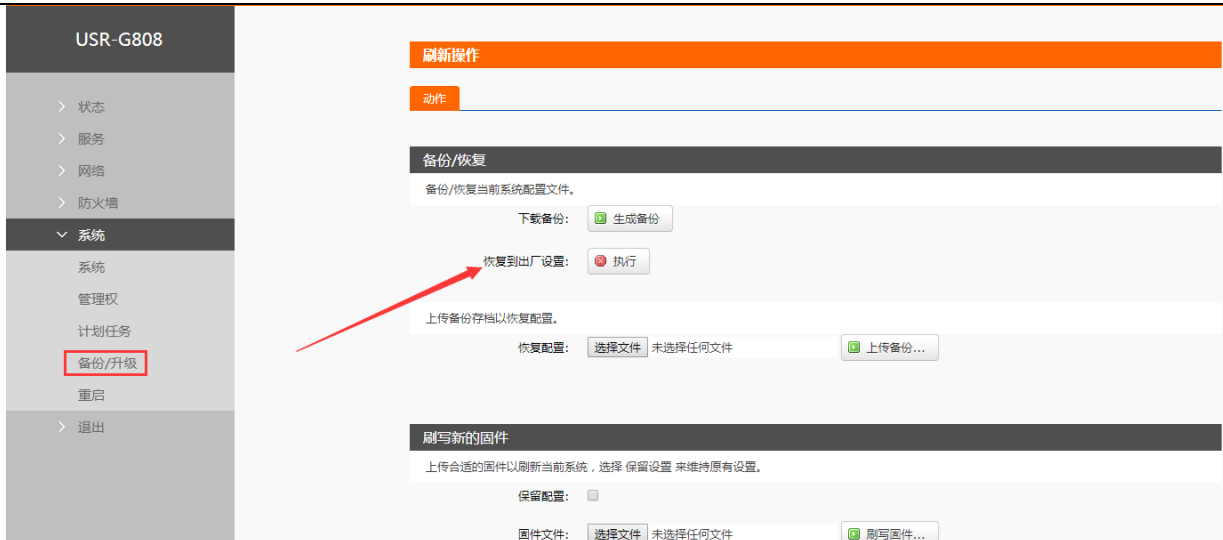 USR-G808
状态
服务
网络
防火墙
系统
系统
管理权
计划任务
备份/升级
重启
退出
刷新操作
动作
备份/恢复
备份/恢复当前系统配置文件。
下载备份: 生成备份
恢复到出厂设置: 执行
上传备份存档以恢复配置。
恢复配置: 选择文件 未选择任何文件 上传备份...
刷写新的固件
上传合适的固件以刷新当前系统，选择 保留设置 来维持原有设置。
保留配置:
固件文件: 选择文件 未选择任何文件 刷写固件...